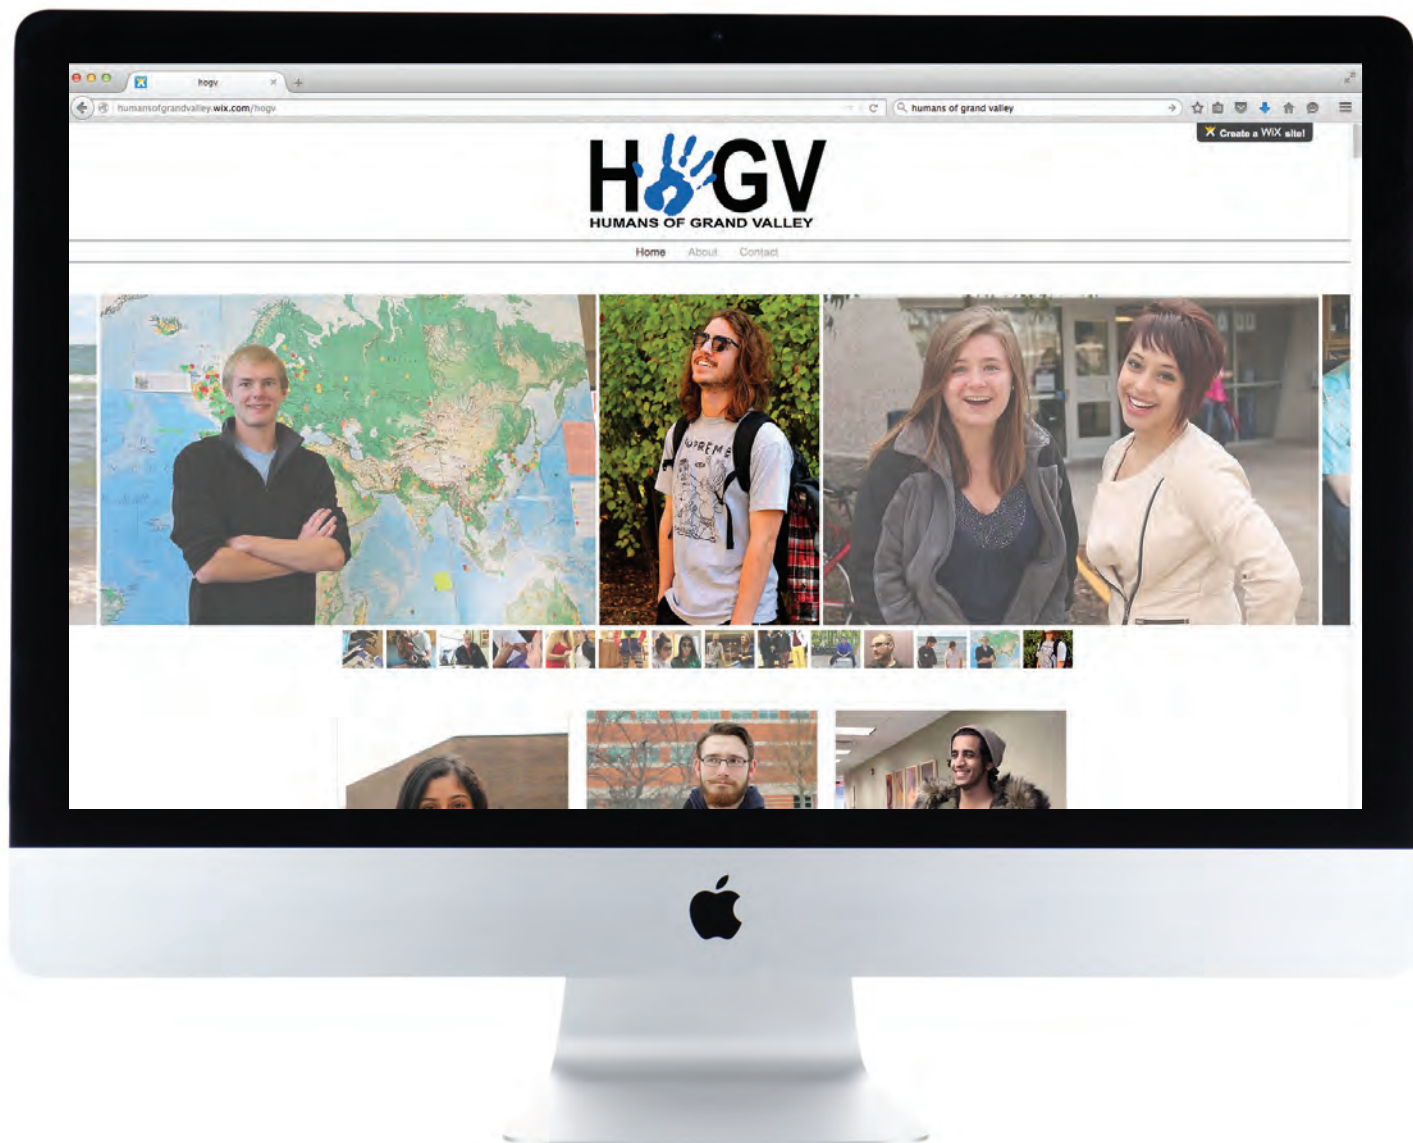 hogv
humansofgrandvalley.wix.com/hogv
humans of grand valley
Create a WiX site!
H GV
HUMANS OF GRAND VALLEY
Home About Contact
UPREME